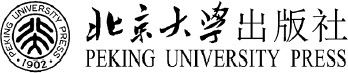 PEKING UNIVERSITY PRESS
1902
北京大学出版社
PEKING UNIVERSITY PRESS